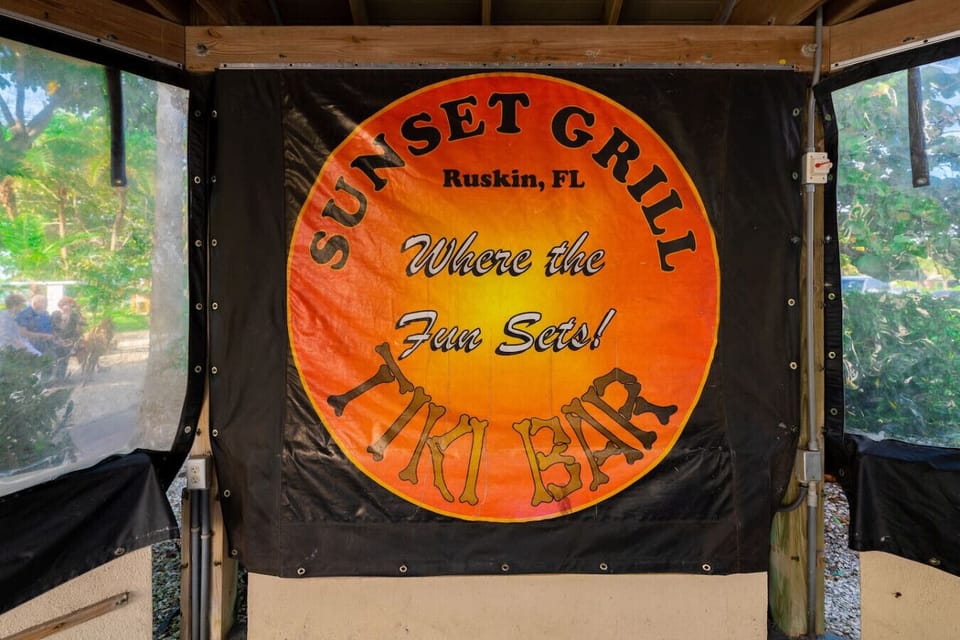 SUNSET GRILL
Ruskin, FL
Where the
Fun Sets!
TIKI BAR